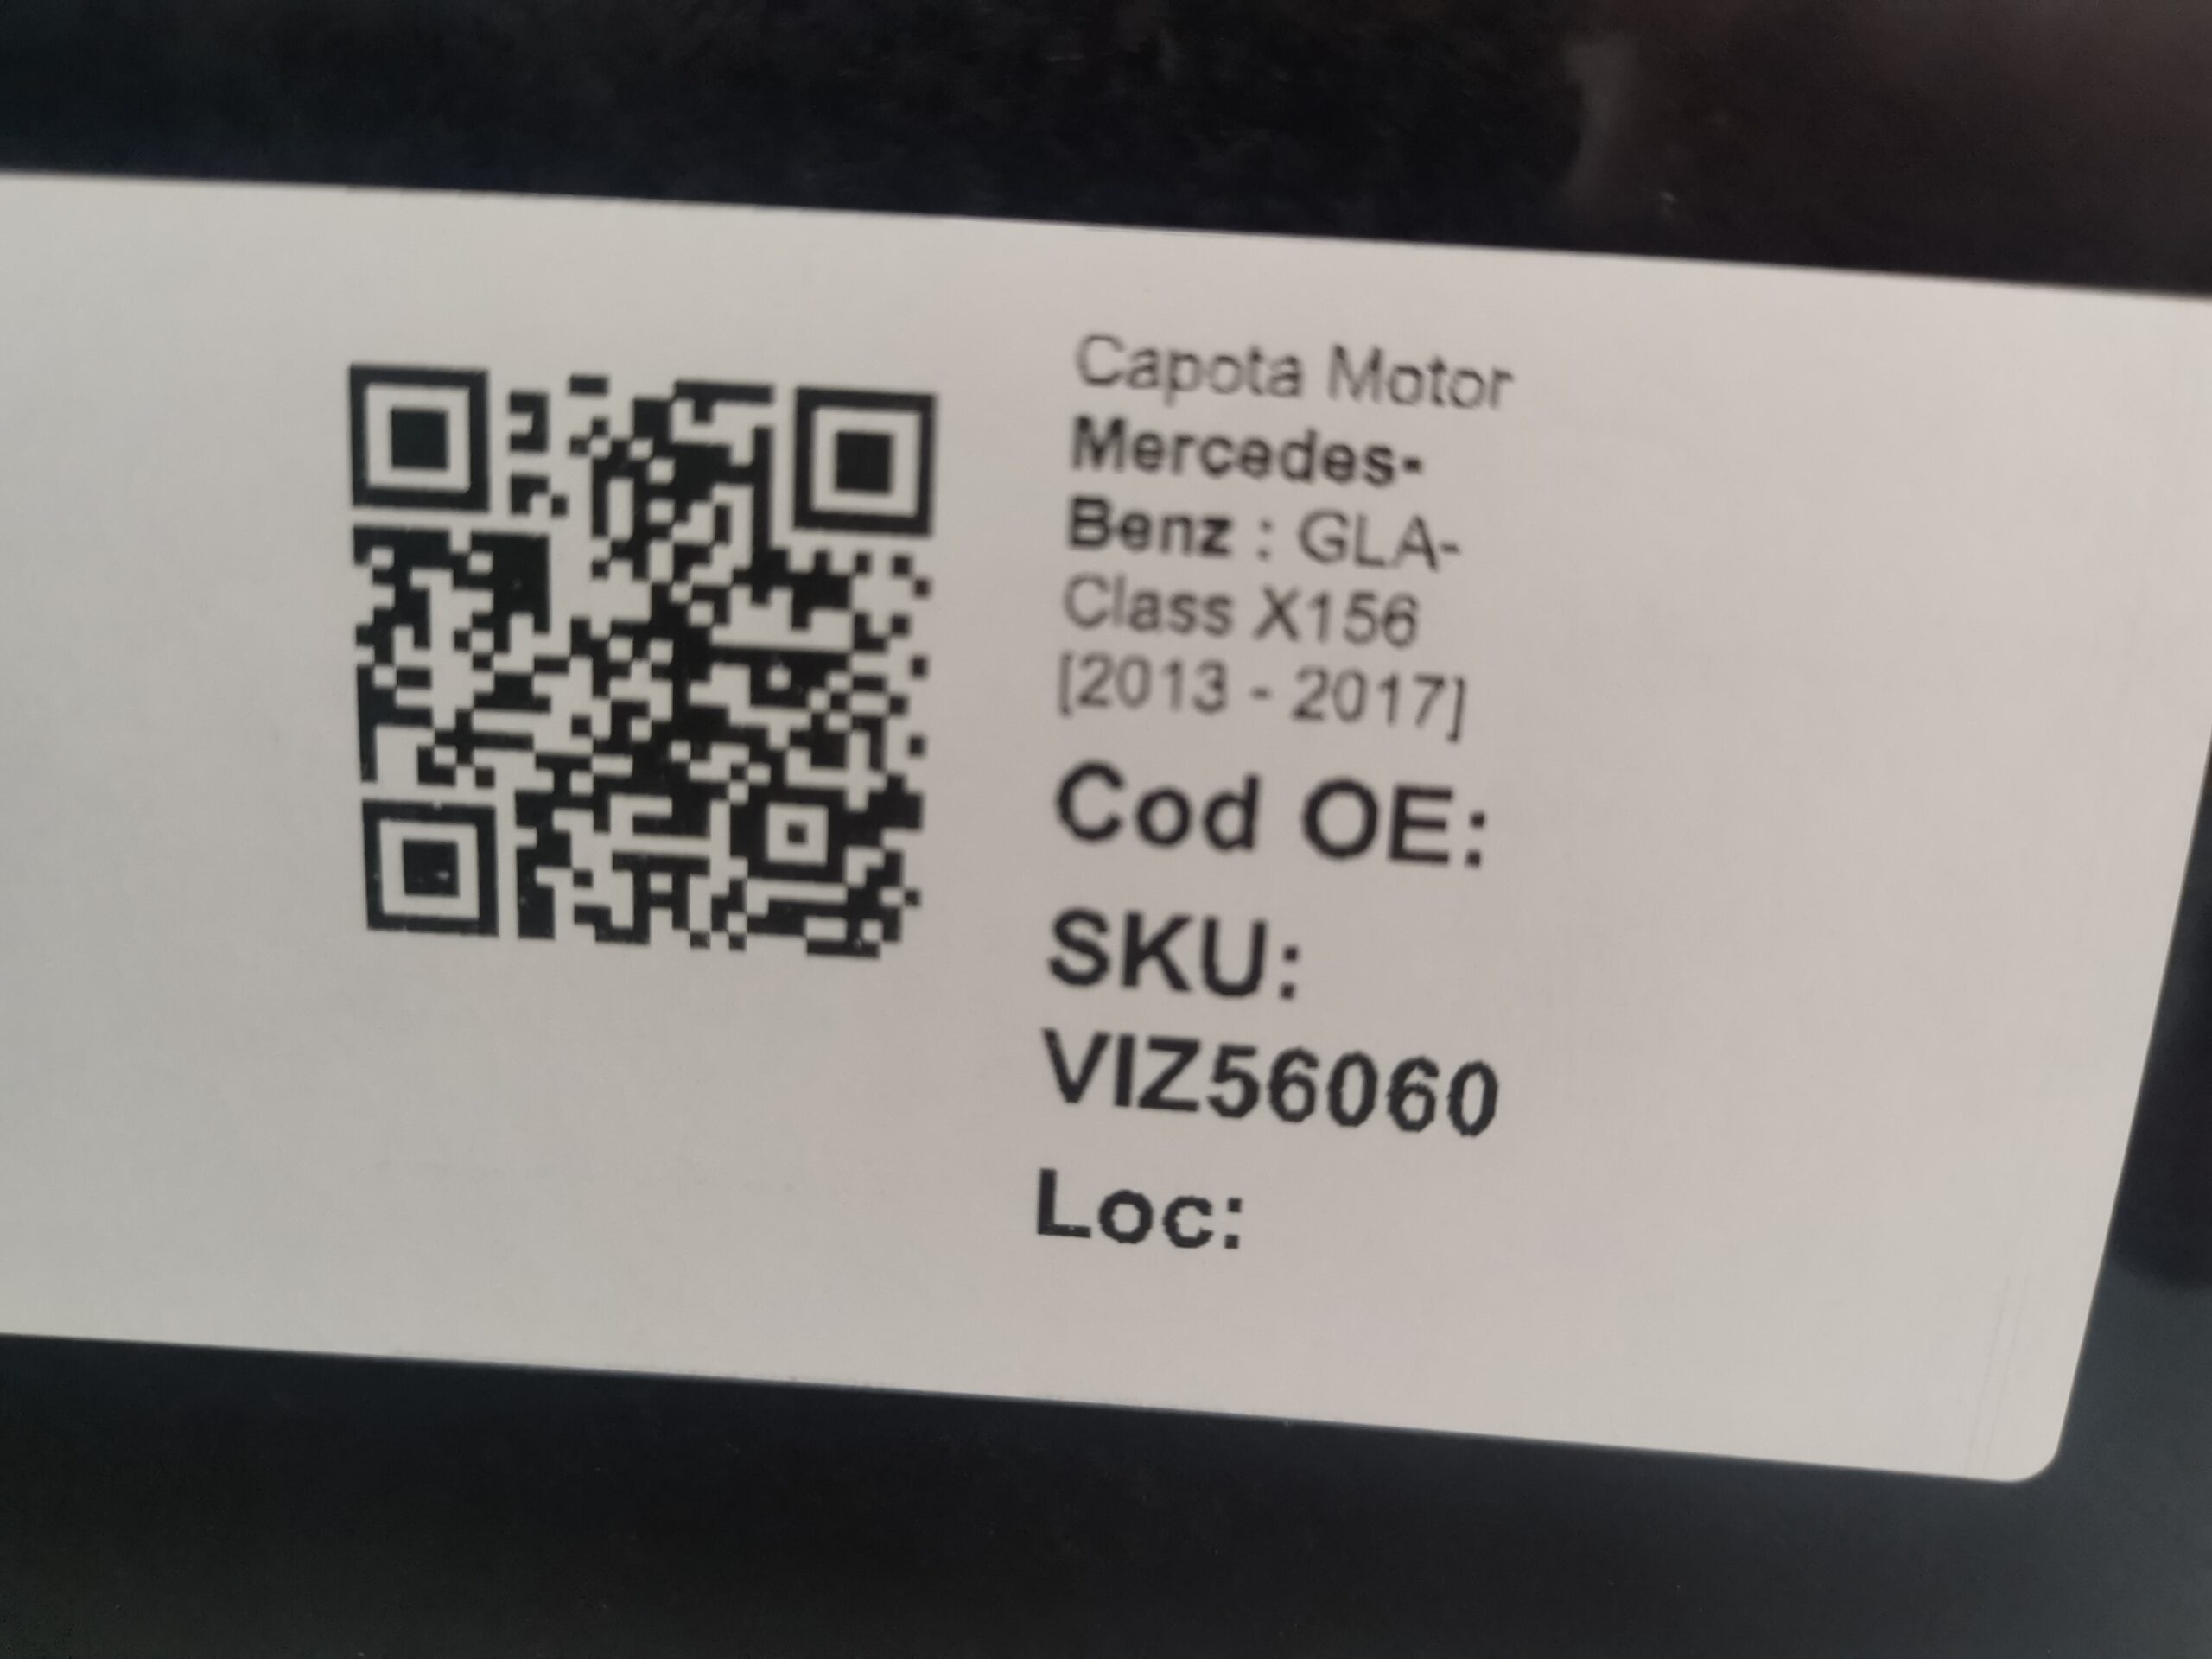 Capota Motor
Mercedes-
Benz : GLA-
Class X156
[2013 - 2017]
Cod OE:
SKU:
VIZ56060
Loc: